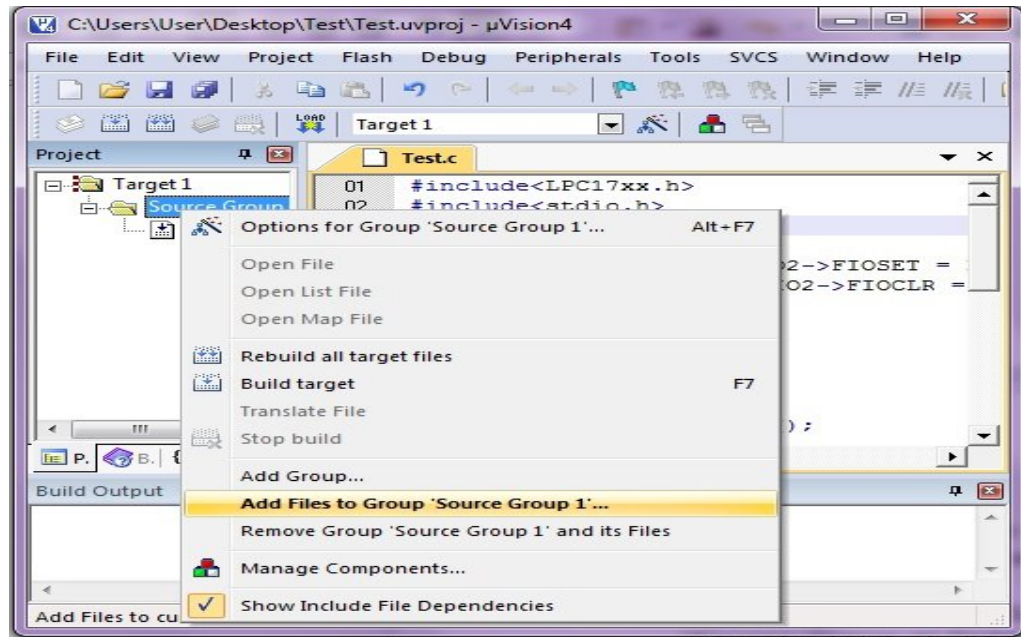 C:\Users\User\Desktop\Test\Test.uvproj - µVision4
File Edit View Project Flash Debug Peripherals Tools SVCS Window Help
LOAD Target 1
Project
Test.c
Target 1
01 #include<LPC17xx.h>
Source Group
02 #include<stdio.h>
Options for Group 'Source Group 1'... Alt+F7
Open File
2->FIOSET =
Open List File
O2->FIOCLR =
Open Map File
Rebuild all target files
Build target F7
Translate File
);
Stop build
P. B. {
Add Group...
Build Output
Add Files to Group 'Source Group 1'...
Remove Group 'Source Group 1' and its Files
Manage Components...
Show Include File Dependencies
Add Files to cu